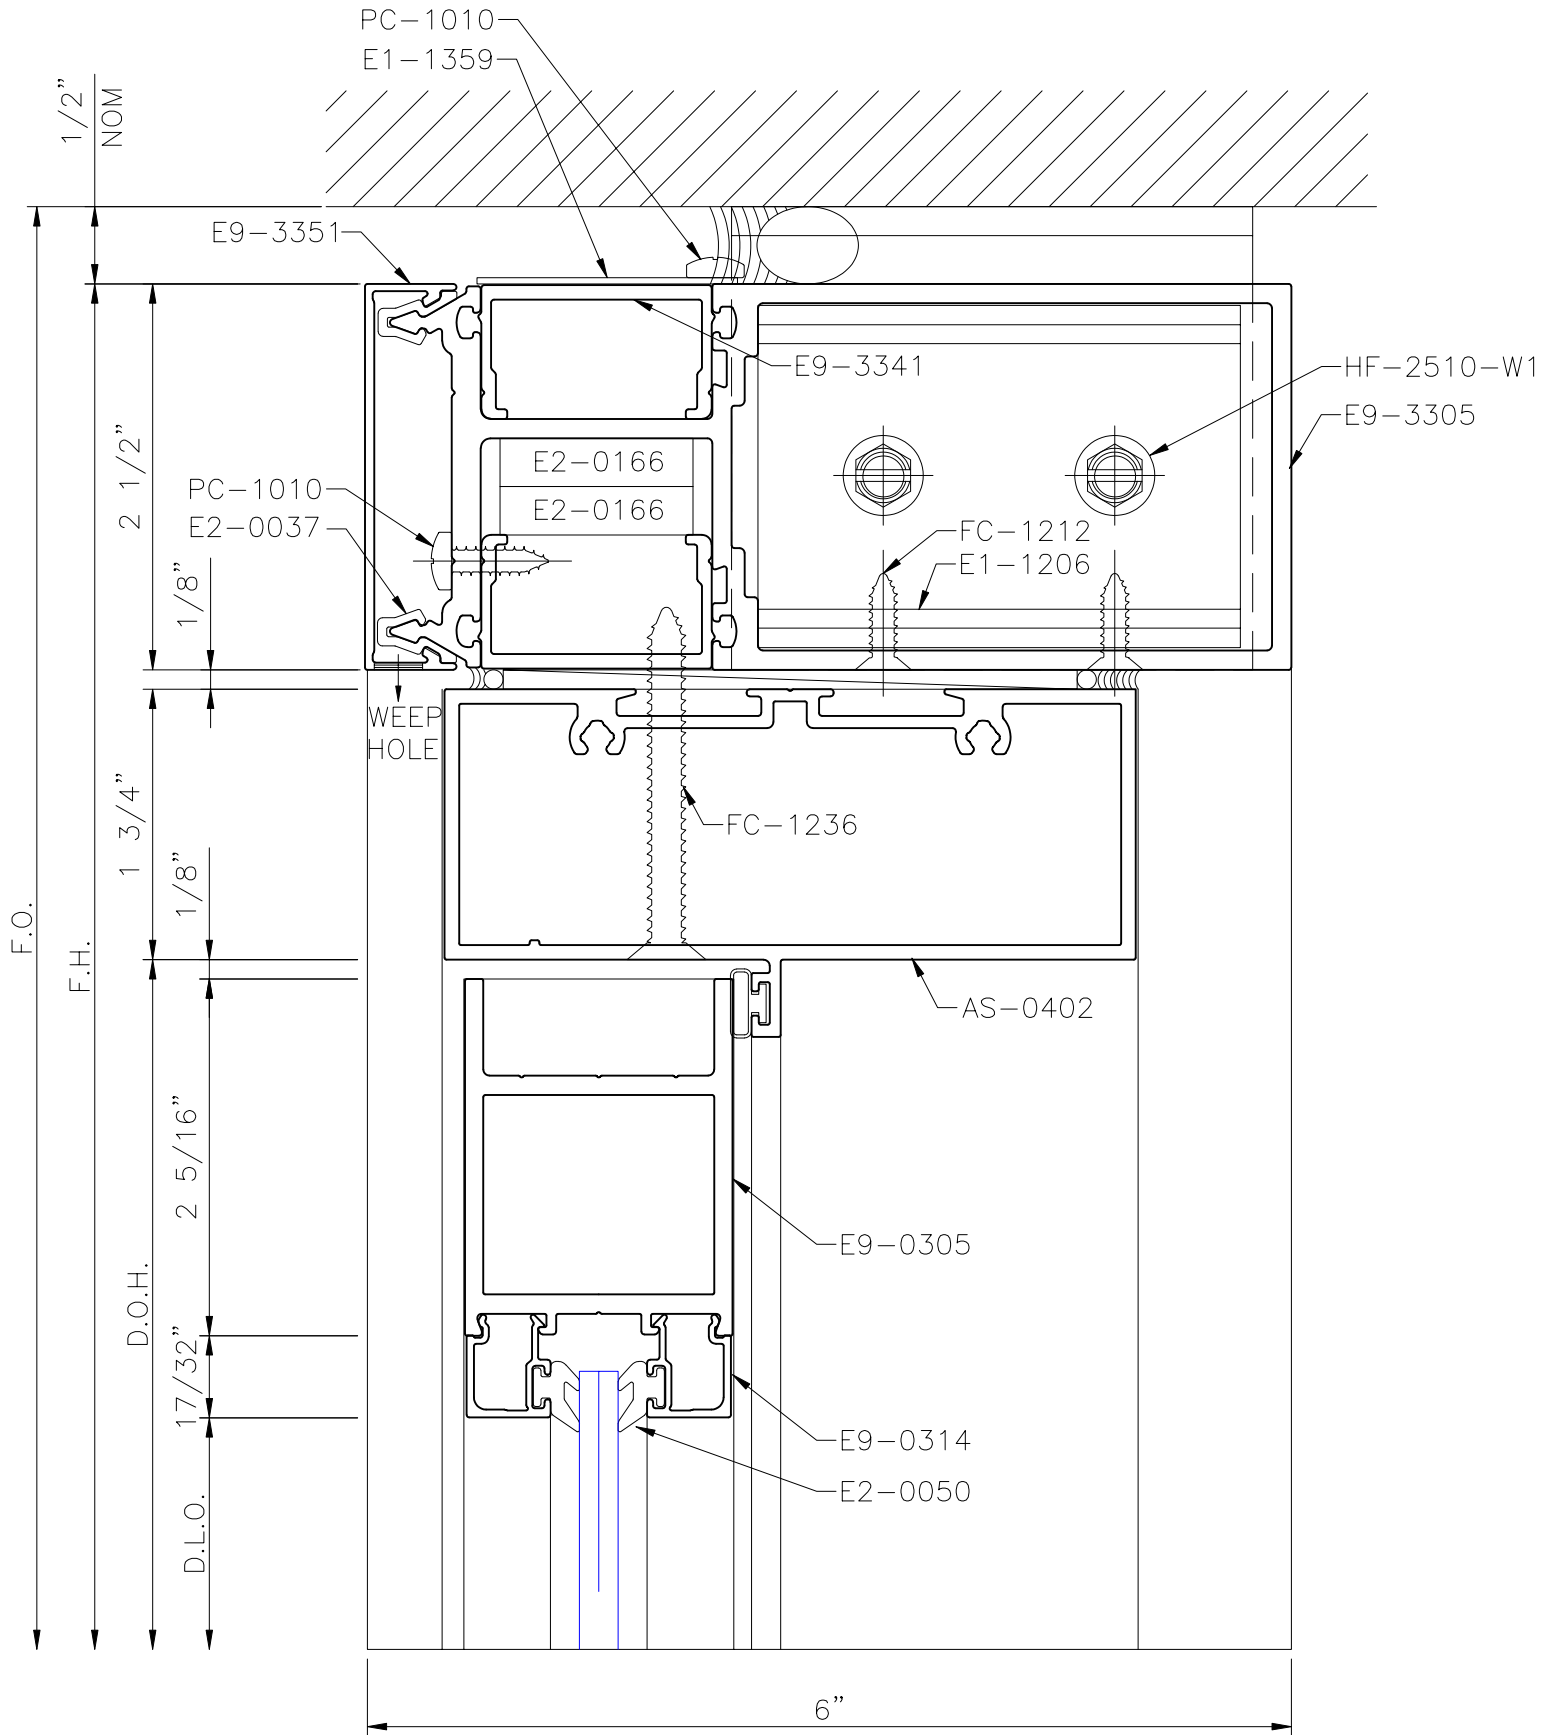 PC-1010
E1-1359
1/2"
NOM
E9-3351
E9-3341
HF-2510-W1
E9-3305
2 1/2"
E2-0166
E2-0166
PC-1010
E2-0037
FC-1212
E1-1206
1/8"
WEEP
HOLE
1 3/4"
FC-1236
1/8"
F.O.
F.H.
AS-0402
2 5/16"
E9-0305
D.O.H.
17/32"
E9-0314
E2-0050
D.L.O.
6"